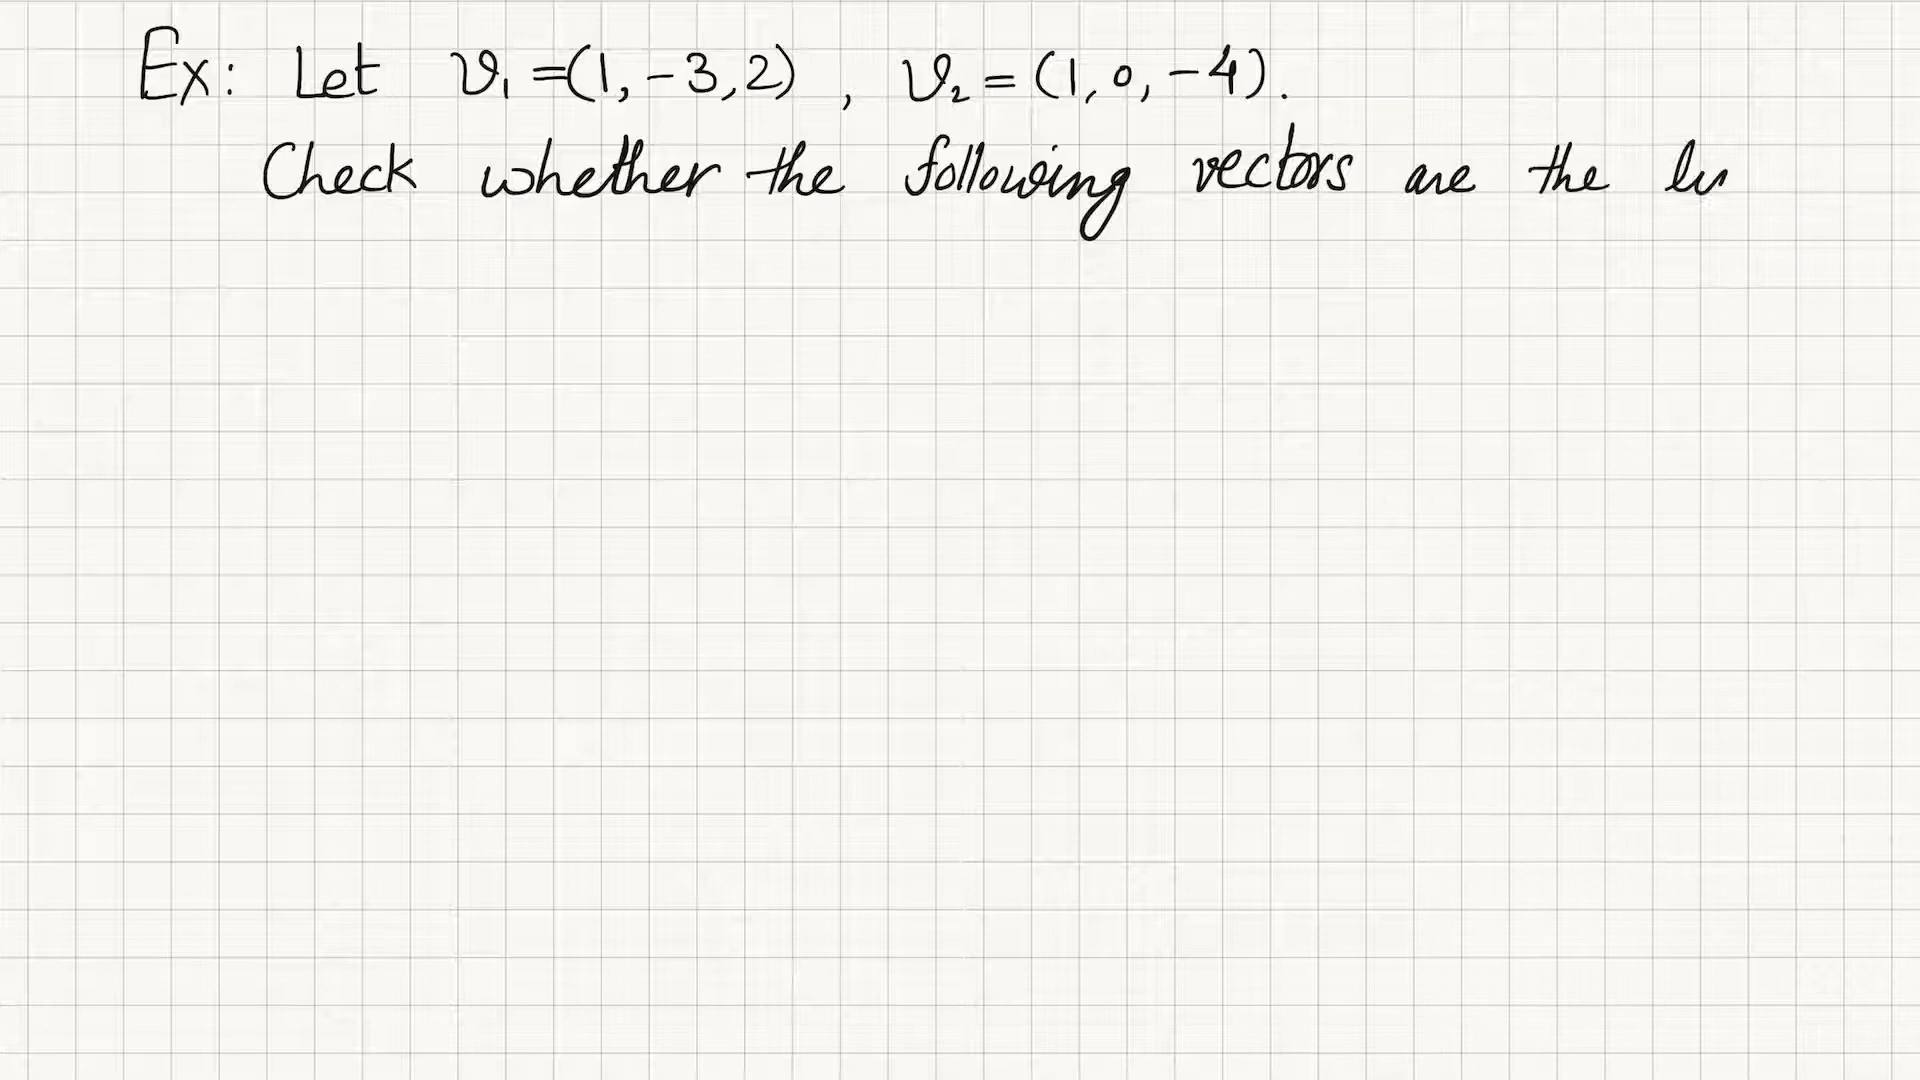 Ex: Let v₁ = (1, -3, 2) , v₂ = (1, 0, -4).
Check whether the following vectors are the